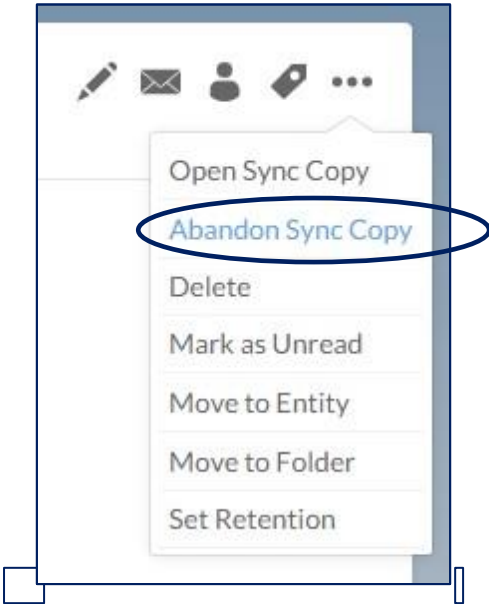 Open Sync Copy
Abandon Sync Copy
Delete
Mark as Unread
Move to Entity
Move to Folder
Set Retention